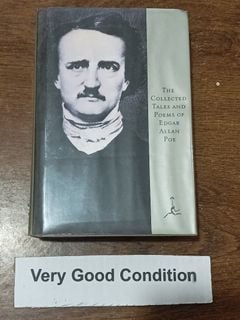 THE
COLLECTED
TALES AND
POEMS OF
EDGAR
ALLAN
POE
Very Good Condition